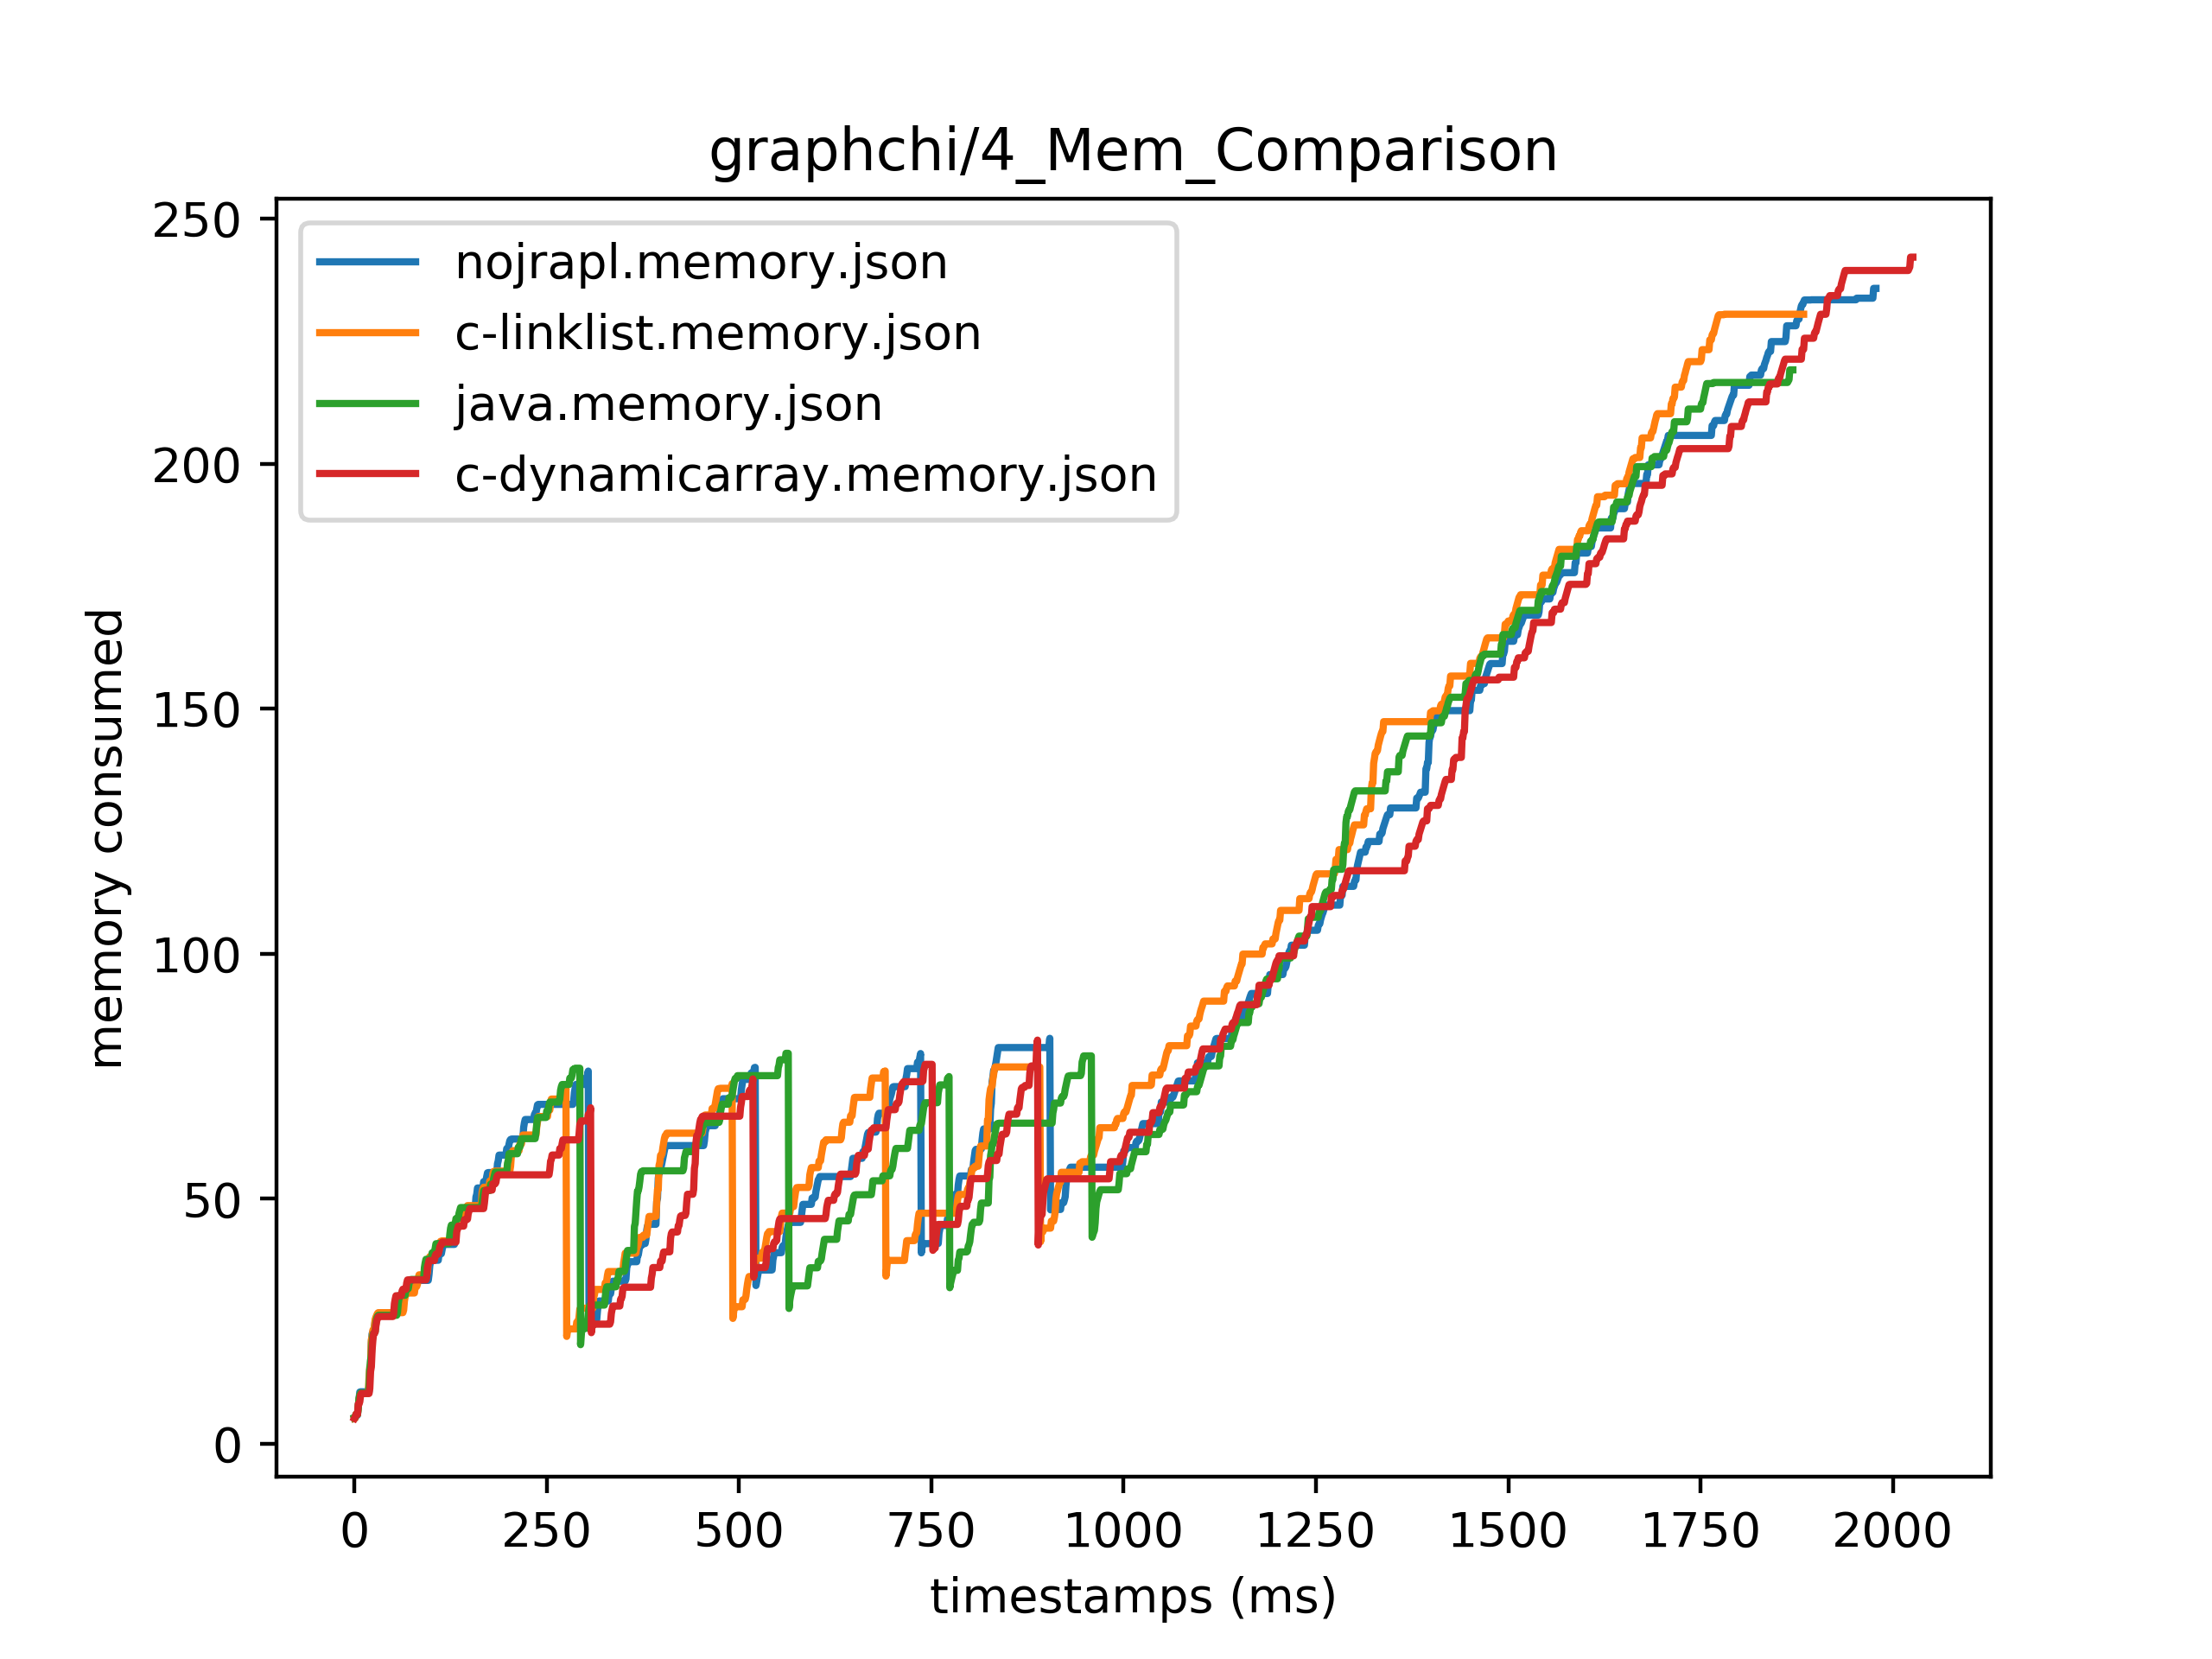 graphchi/4_Mem_Comparison
250
200
150
100
50
0
memory consumed
nojrapl.memory.json
c-linklist.memory.json
java.memory.json
c-dynamicarray.memory.json
0 250 500 750 1000 1250 1500 1750 2000
timestamps (ms)